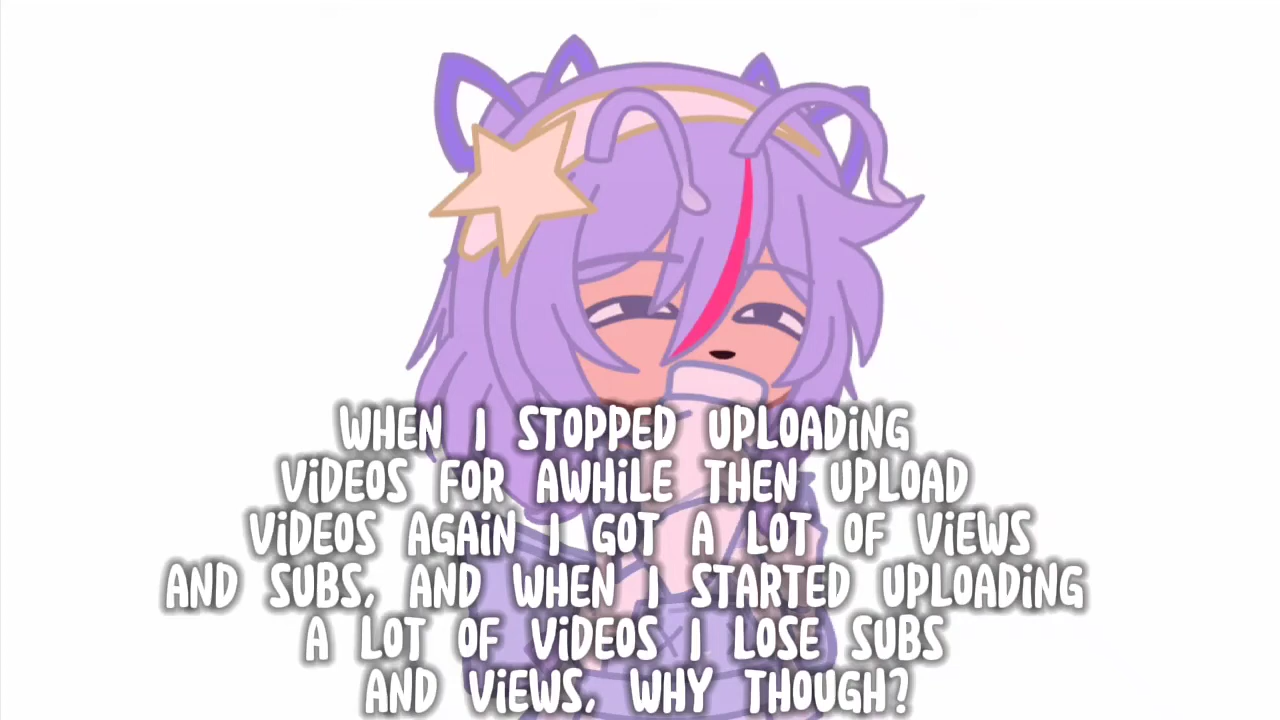 WHEN I STOPPED UPLOADING
VIDEOS FOR AWHILE THEN UPLOAD
VIDEOS AGAIN I GOT A LOT OF VIEWS
AND SUBS, AND WHEN I STARTED UPLOADING
A LOT OF VIDEOS I LOSE SUBS
AND VIEWS, WHY THOUGH?